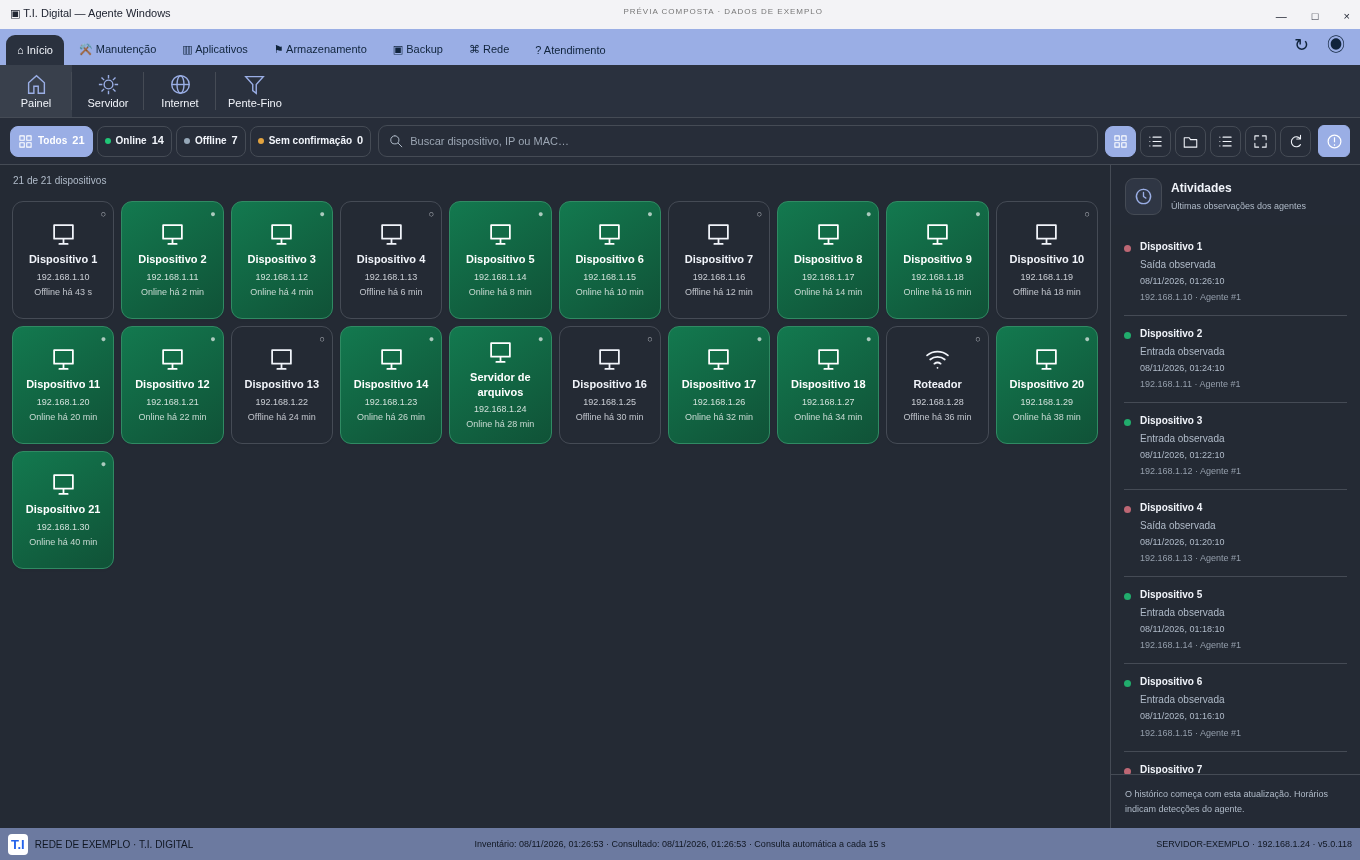 T.I. Digital — Agente Windows
PRÉVIA COMPOSTA · DADOS DE EXEMPLO
Início
Manutenção
Aplicativos
Armazenamento
Backup
Rede
? Atendimento
Painel
Servidor
Internet
Pente-Fino
Todos 21
Online 14
Offline 7
Sem confirmação 0
Buscar dispositivo, IP ou MAC…
21 de 21 dispositivos
Dispositivo 1
192.168.1.10
Offline há 43 s
Dispositivo 2
192.168.1.11
Online há 2 min
Dispositivo 3
192.168.1.12
Online há 4 min
Dispositivo 4
192.168.1.13
Offline há 6 min
Dispositivo 5
192.168.1.14
Online há 8 min
Dispositivo 6
192.168.1.15
Online há 10 min
Dispositivo 7
192.168.1.16
Offline há 12 min
Dispositivo 8
192.168.1.17
Online há 14 min
Dispositivo 9
192.168.1.18
Online há 16 min
Dispositivo 10
192.168.1.19
Offline há 18 min
Dispositivo 11
192.168.1.20
Online há 20 min
Dispositivo 12
192.168.1.21
Online há 22 min
Dispositivo 13
192.168.1.22
Offline há 24 min
Dispositivo 14
192.168.1.23
Online há 26 min
Servidor de
arquivos
192.168.1.24
Online há 28 min
Dispositivo 16
192.168.1.25
Offline há 30 min
Dispositivo 17
192.168.1.26
Online há 32 min
Dispositivo 18
192.168.1.27
Online há 34 min
Roteador
192.168.1.28
Offline há 36 min
Dispositivo 20
192.168.1.29
Online há 38 min
Dispositivo 21
192.168.1.30
Online há 40 min
Atividades
Últimas observações dos agentes
Dispositivo 1
Saída observada
08/11/2026, 01:26:10
192.168.1.10 · Agente #1
Dispositivo 2
Entrada observada
08/11/2026, 01:24:10
192.168.1.11 · Agente #1
Dispositivo 3
Entrada observada
08/11/2026, 01:22:10
192.168.1.12 · Agente #1
Dispositivo 4
Saída observada
08/11/2026, 01:20:10
192.168.1.13 · Agente #1
Dispositivo 5
Entrada observada
08/11/2026, 01:18:10
192.168.1.14 · Agente #1
Dispositivo 6
Entrada observada
08/11/2026, 01:16:10
192.168.1.15 · Agente #1
Dispositivo 7
O histórico começa com esta atualização. Horários
indicam detecções do agente.
T.I
REDE DE EXEMPLO · T.I. DIGITAL
Inventário: 08/11/2026, 01:26:53 · Consultado: 08/11/2026, 01:26:53 · Consulta automática a cada 15 s
SERVIDOR-EXEMPLO · 192.168.1.24 · v5.0.118